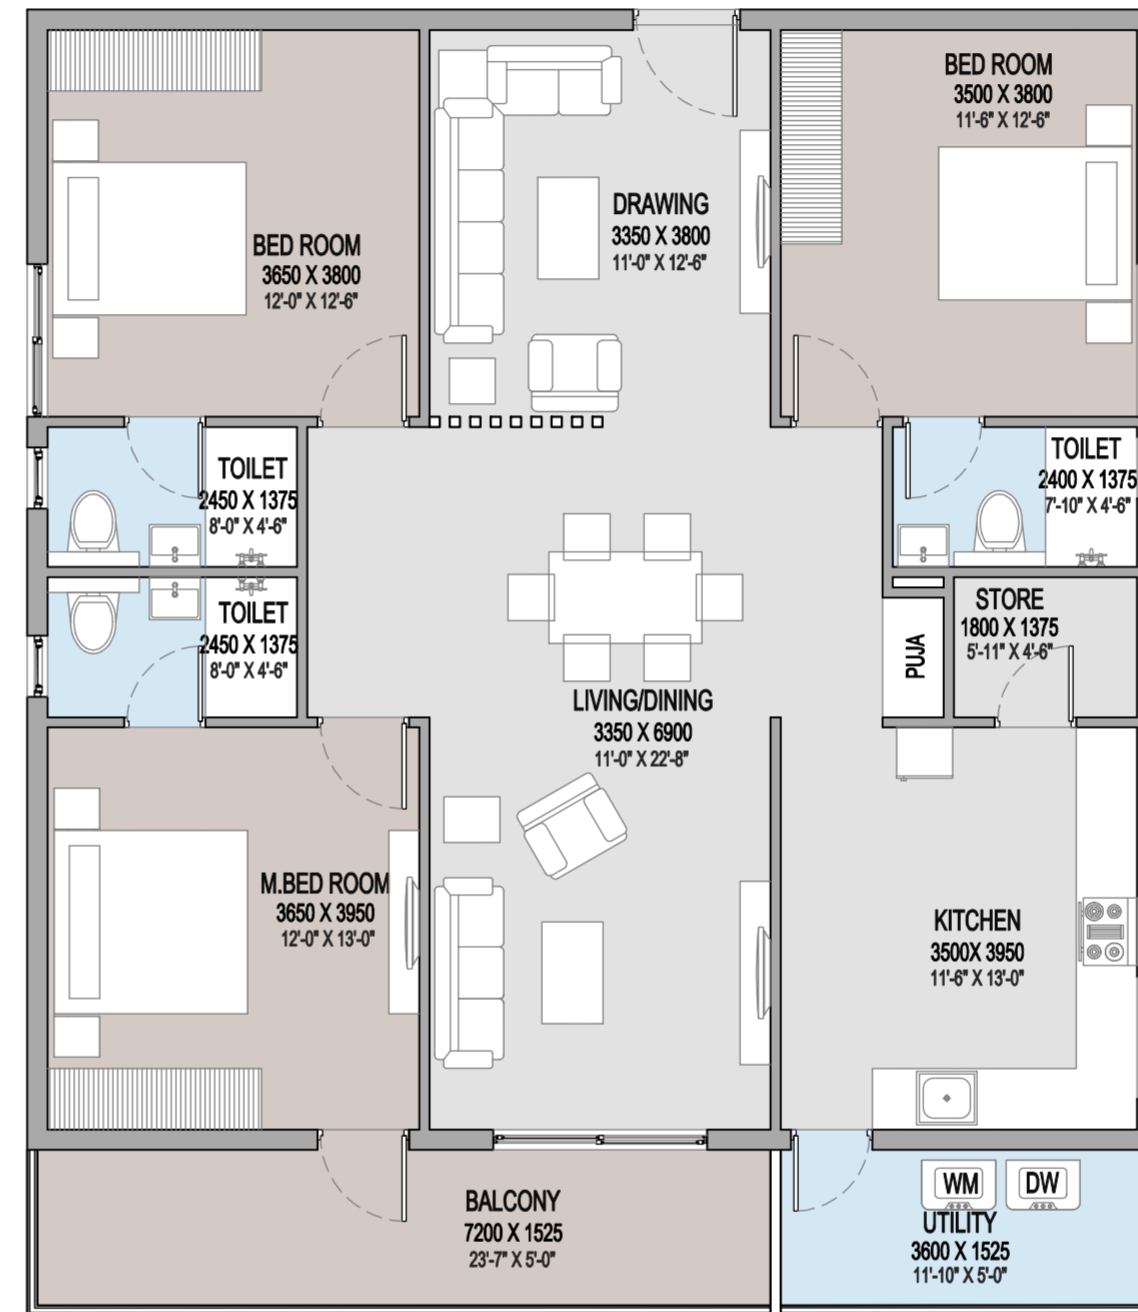 BED ROOM
3500 X 3800
11'-6" X 12'-6"
DRAWING
3350 X 3800
11'-0" X 12'-6"
BED ROOM
3650 X 3800
12'-0" X 12'-6"
TOILET
2450 X 1375
8'-0" X 4'-6"
TOILET
2400 X 1375
7'-10" X 4'-6"
TOILET
2450 X 1375
8'-0" X 4'-6"
STORE
1800 X 1375
5'-11" X 4'-6"
PUJA
LIVING/DINING
3350 X 6900
11'-0" X 22'-8"
M.BED ROOM
3650 X 3950
12'-0" X 13'-0"
KITCHEN
3500X 3950
11'-6" X 13'-0"
BALCONY
7200 X 1525
23'-7" X 5'-0"
WM
DW
UTILITY
3600 X 1525
11'-10" X 5'-0"